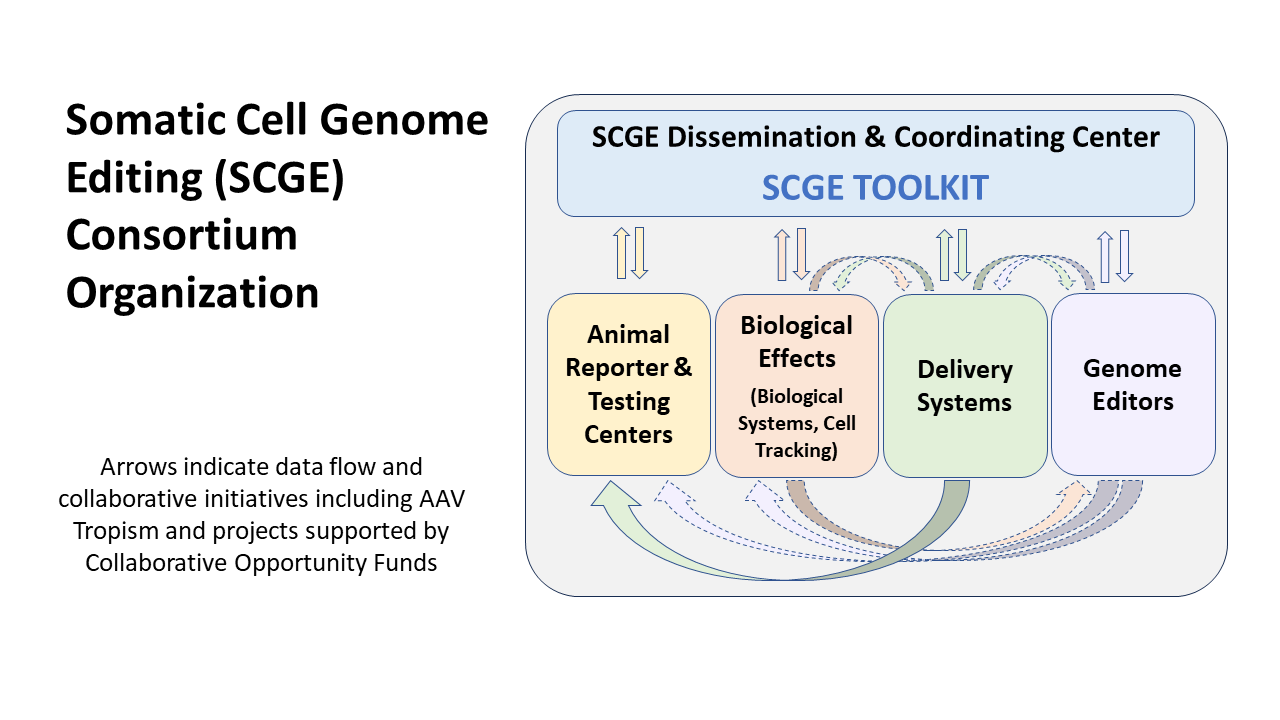 Somatic Cell Genome
Editing (SCGE)
Consortium
Organization
Arrows indicate data flow and
collaborative initiatives including AAV
Tropism and projects supported by
Collaborative Opportunity Funds
SCGE Dissemination & Coordinating Center
SCGE TOOLKIT
Animal
Reporter &
Testing
Centers
Biological
Effects
(Biological
Systems, Cell
Tracking)
Delivery
Systems
Genome
Editors